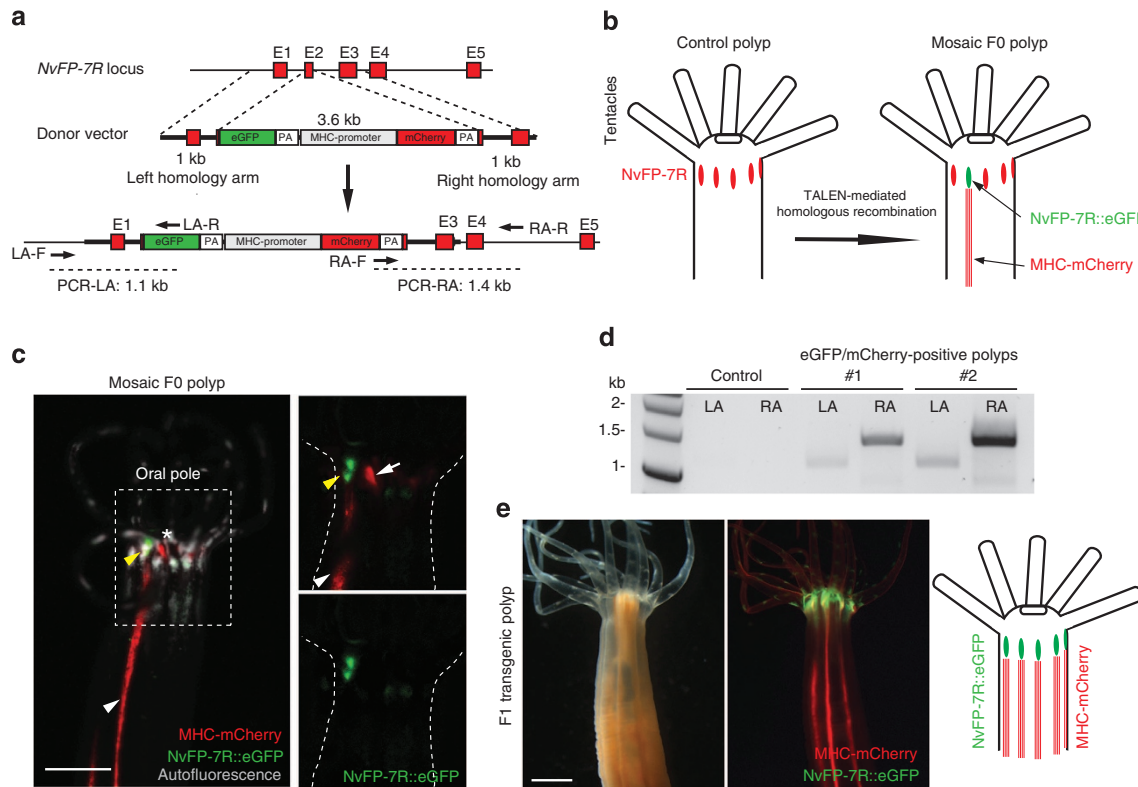 a
E1 E2 E3 E4 E5
NvFP-7R locus
3.6 kb
Donor vector
eGFP PA MHC-promoter mCherry PA
1 kb
Left homology arm
1 kb
Right homology arm
E1 LA-R E3 E4 RA-R E5
eGFP PA MHC-promoter mCherry PA
LA-F
RA-F
PCR-LA: 1.1 kb
PCR-RA: 1.4 kb
b
Control polyp
Mosaic F0 polyp
Tentacles
NvFP-7R
TALEN-mediated
homologous recombination
NvFP-7R::eGFP
MHC-mCherry
c
Mosaic F0 polyp
Oral pole
*
MHC-mCherry
NvFP-7R::eGFP
Autofluorescence
NvFP-7R::eGFP
d
eGFP/mCherry-positive polyps
kb
Control
#1
#2
2-
1.5-
1-
LA RA LA RA LA RA
e
F1 transgenic polyp
MHC-mCherry
NvFP-7R::eGFP
NvFP-7R::eGFP
MHC-mCherry